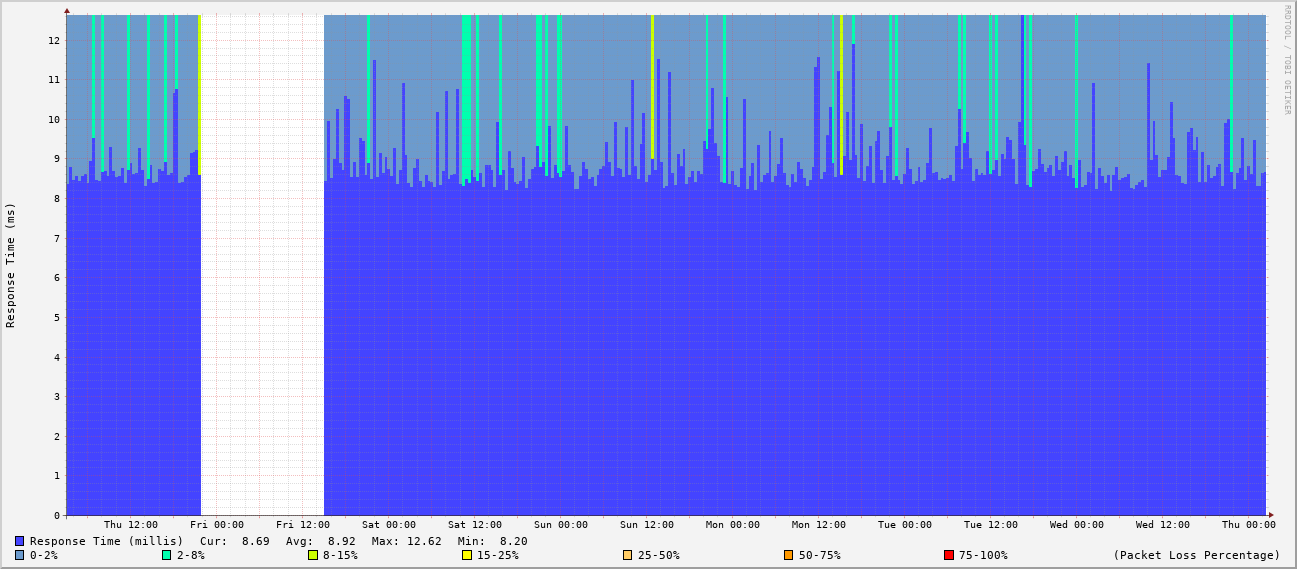 RRDTOOL / TOBI OETIKER
Response Time (ms)
12
11
10
9
8
7
6
5
4
3
2
1
0
Thu 12:00 Fri 00:00 Fri 12:00 Sat 00:00 Sat 12:00 Sun 00:00 Sun 12:00 Mon 00:00 Mon 12:00 Tue 00:00 Tue 12:00 Wed 00:00 Wed 12:00 Thu 00:00
Response Time (millis) Cur: 8.69 Avg: 8.92 Max: 12.62 Min: 8.20
0-2% 2-8% 8-15% 15-25% 25-50% 50-75% 75-100% (Packet Loss Percentage)